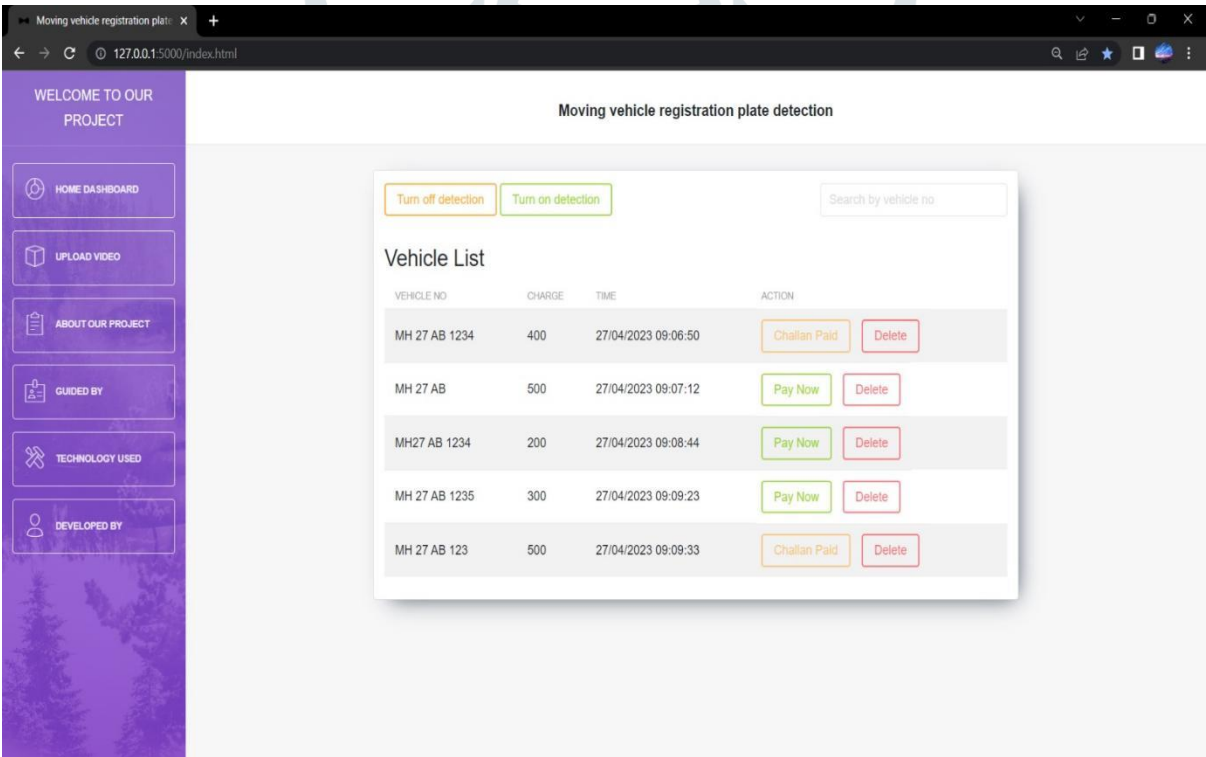 Moving vehicle registration plate
127.0.0.1:5000/index.html
WELCOME TO OUR
PROJECT
Moving vehicle registration plate detection
HOME DASHBOARD
UPLOAD VIDEO
ABOUT OUR PROJECT
GUIDED BY
TECHNOLOGY USED
DEVELOPED BY
Turn off detection Turn on detection Search by vehicle no
Vehicle List
VEHICLE NO CHARGE TIME ACTION
MH 27 AB 1234 400 27/04/2023 09:06:50 Challan Paid Delete
MH 27 AB 500 27/04/2023 09:07:12 Pay Now Delete
MH27 AB 1234 200 27/04/2023 09:08:44 Pay Now Delete
MH 27 AB 1235 300 27/04/2023 09:09:23 Pay Now Delete
MH 27 AB 123 500 27/04/2023 09:09:33 Challan Paid Delete